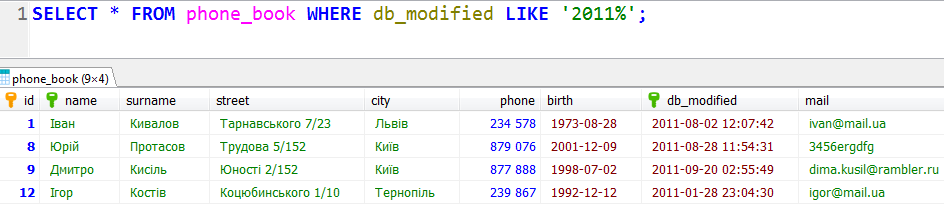 1 SELECT * FROM phone_book WHERE db_modified LIKE '2011%';
phone_book (9×4)
id name surname street city phone birth db_modified mail
1 Іван Кивалов Тарнавського 7/23 Львів 234 578 1973-08-28 2011-08-02 12:07:42 ivan@mail.ua
8 Юрій Протасов Трудова 5/152 Київ 879 076 2001-12-09 2011-08-28 11:54:31 3456ergdfg
9 Дмитро Кисіль Юності 2/152 Київ 877 888 1998-07-02 2011-09-20 02:55:49 dima.kusil@rambler.ru
12 Ігор Костів Коцюбинського 1/10 Тернопіль 239 867 1992-12-12 2011-01-28 23:04:30 igor@mail.ua